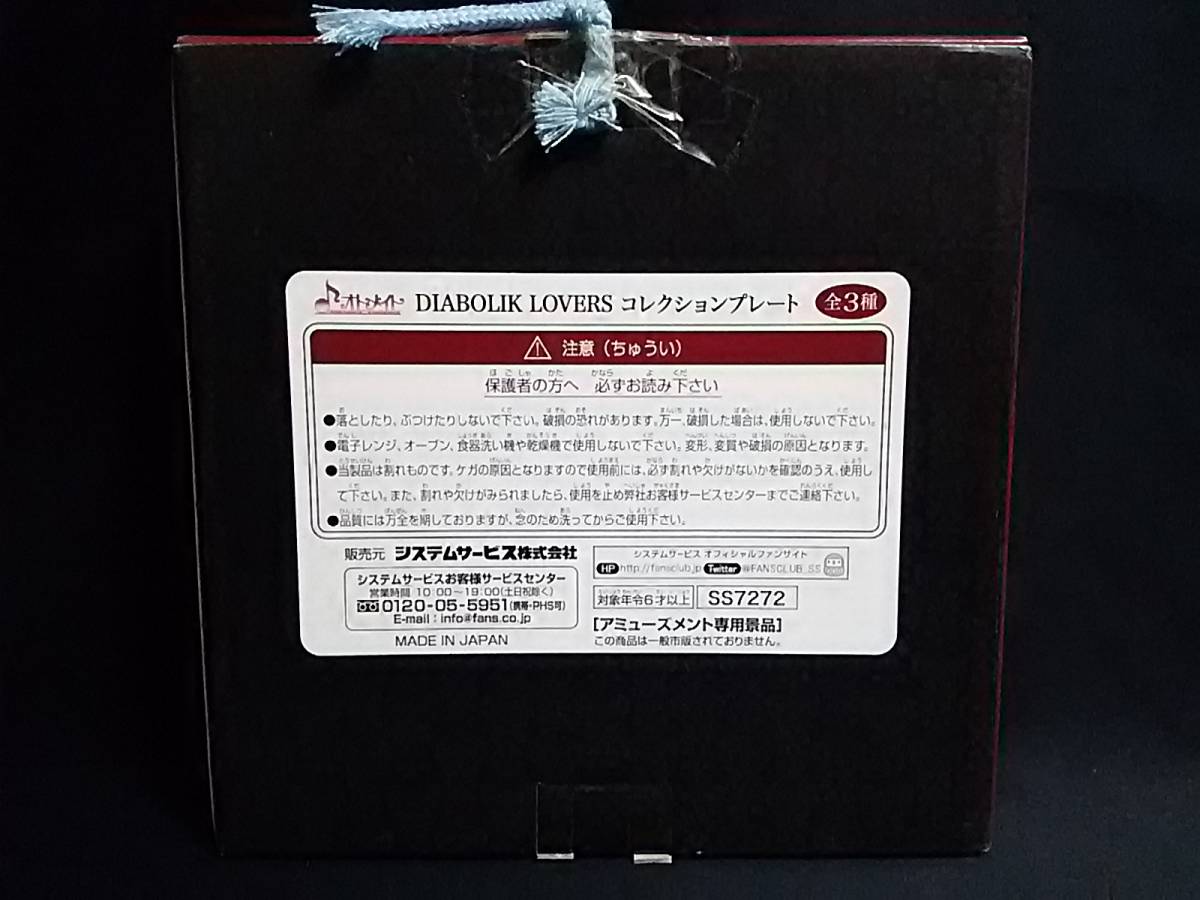 オトメイト DIABOLIK LOVERS コレクションプレート 全3種
注意(ちゅうい)
保護者の方へ 必ずお読み下さい
●落としたり、ぶつけたりしないで下さい。破損の恐れがあります。万一、破損した場合は、使用しないで下さい。
●電子レンジ、オーブン、食器洗い機や乾燥機で使用しないで下さい。変形、変質や破損の原因となります。
●当製品は割れものです。ケガの原因となりますので使用前には、必ず割れや欠けがないかを確認のうえ、使用し
て下さい。また、割れや欠けがみられましたら、使用を止め弊社お客様サービスセンターまでご連絡下さい。
●品質には万全を期しておりますが、念のため洗ってからご使用下さい。
販売元 システムサービス株式会社
システムサービスお客様サービスセンター
営業時間 10:00〜19:00(土日祝除く)
0120-05-5951(携帯・PHS可)
E-mail:info@fans.co.jp
MADE IN JAPAN
システムサービス オフィシャルファンサイト
HP http://fansclub.jp Twitter @FANSCLUB_SS
対象年令6才以上 SS7272
[アミューズメント専用景品]
この商品は一般市販されておりません。